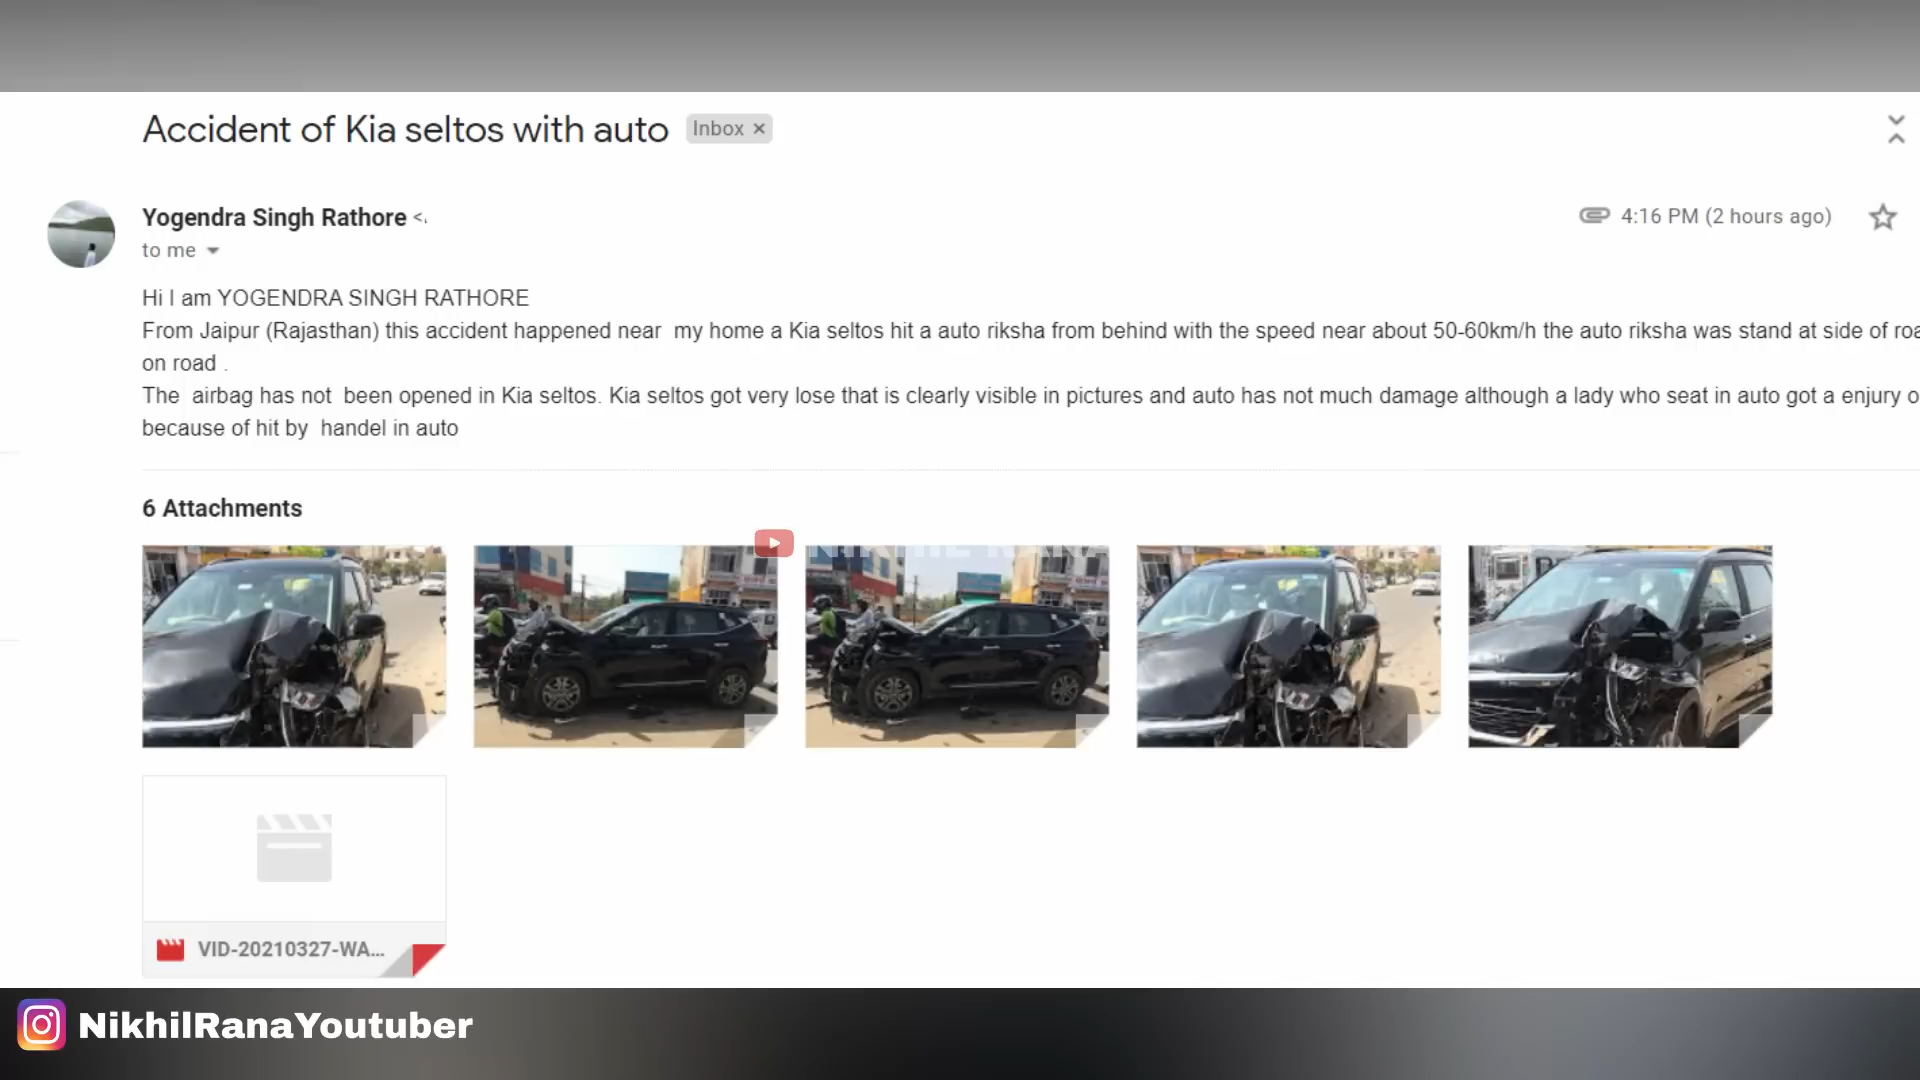 Accident of Kia seltos with auto Inbox ×
Yogendra Singh Rathore <
4:16 PM (2 hours ago)
to me
Hi I am YOGENDRA SINGH RATHORE
From Jaipur (Rajasthan) this accident happened near my home a Kia seltos hit a auto riksha from behind with the speed near about 50-60km/h the auto riksha was stand at side of roa
on road .
The airbag has not been opened in Kia seltos. Kia seltos got very lose that is clearly visible in pictures and auto has not much damage although a lady who seat in auto got a enjury o
because of hit by handel in auto
6 Attachments
NIKHIL RANA
VID-20210327-WA...
NikhilRanaYoutuber